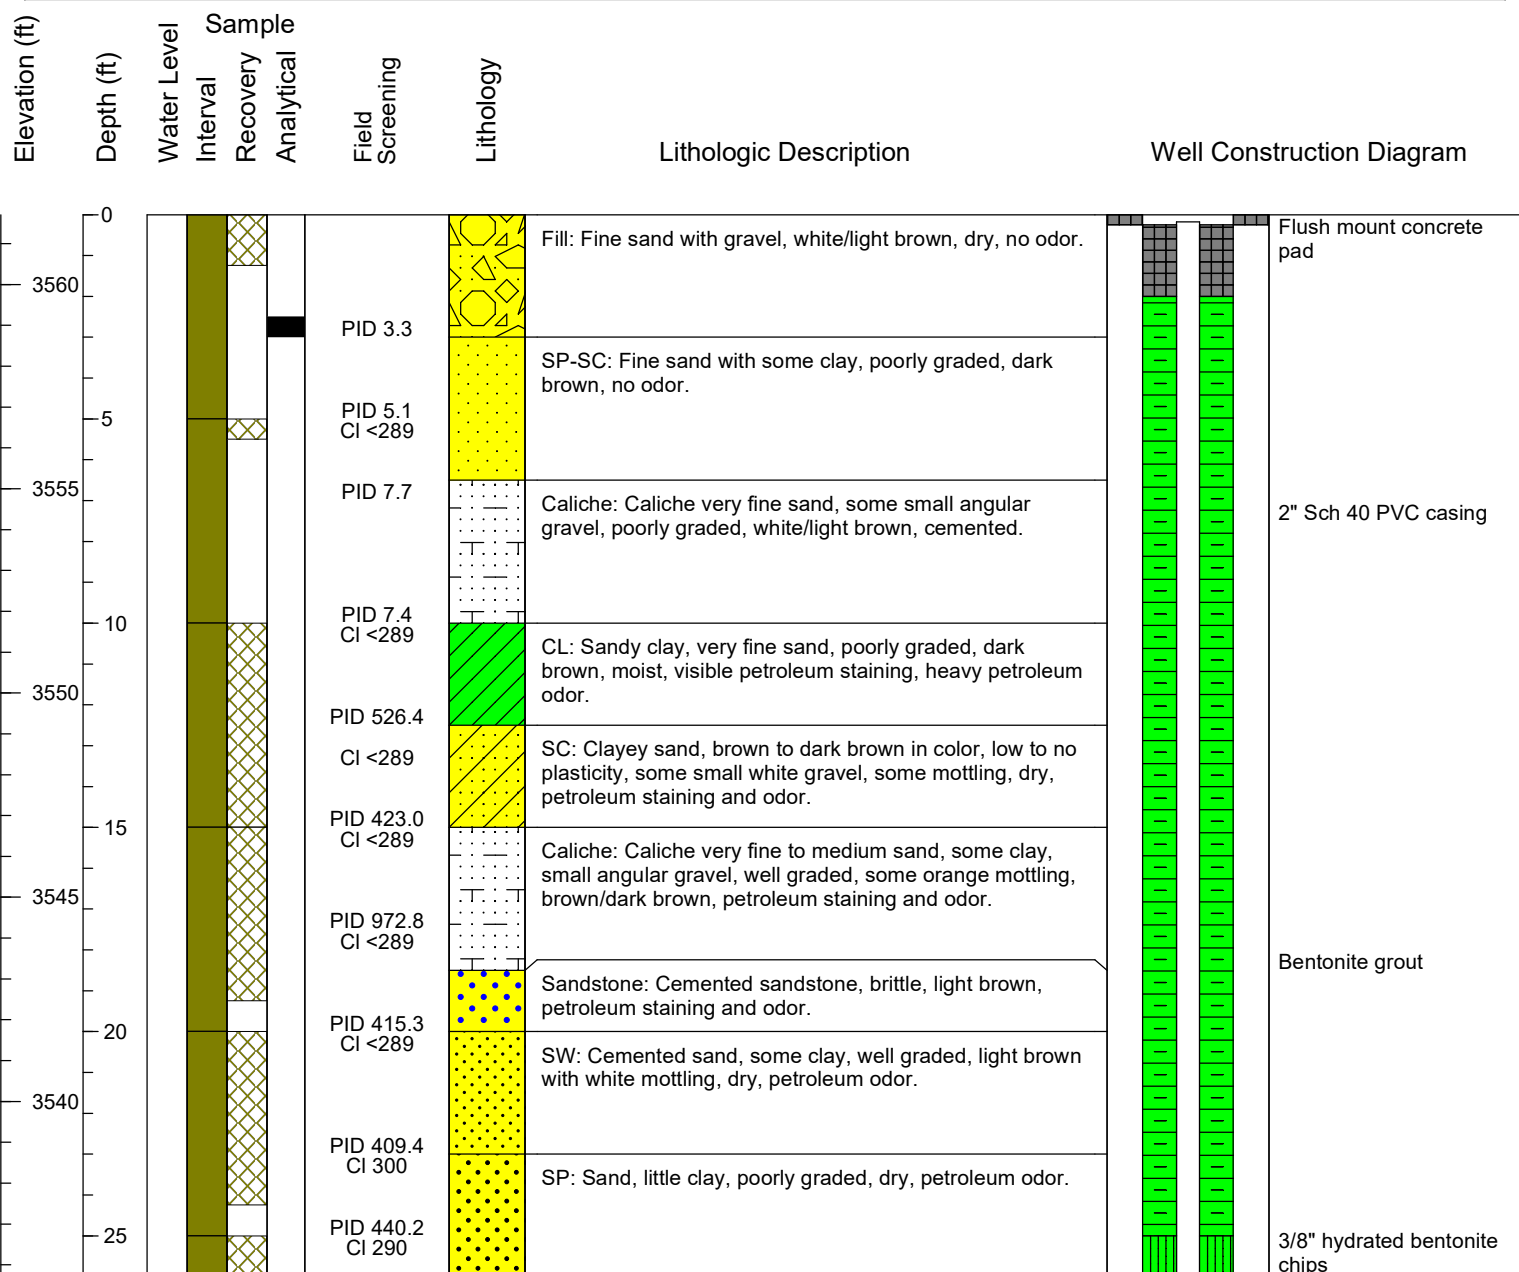 Elevation (ft)
Depth (ft)
Water Level
Sample
Interval
Recovery
Analytical
Field
Screening
Lithology
Lithologic Description
Well Construction Diagram
0
Fill: Fine sand with gravel, white/light brown, dry, no odor.
Flush mount concrete
pad
3560
PID 3.3
SP-SC: Fine sand with some clay, poorly graded, dark
brown, no odor.
PID 5.1
5
Cl <289
3555
PID 7.7
Caliche: Caliche very fine sand, some small angular
gravel, poorly graded, white/light brown, cemented.
2" Sch 40 PVC casing
PID 7.4
10
Cl <289
CL: Sandy clay, very fine sand, poorly graded, dark
brown, moist, visible petroleum staining, heavy petroleum
odor.
3550
PID 526.4
Cl <289
SC: Clayey sand, brown to dark brown in color, low to no
plasticity, some small white gravel, some mottling, dry,
petroleum staining and odor.
PID 423.0
15
Cl <289
Caliche: Caliche very fine to medium sand, some clay,
small angular gravel, well graded, some orange mottling,
brown/dark brown, petroleum staining and odor.
3545
PID 972.8
Cl <289
Bentonite grout
Sandstone: Cemented sandstone, brittle, light brown,
petroleum staining and odor.
PID 415.3
20
Cl <289
SW: Cemented sand, some clay, well graded, light brown
with white mottling, dry, petroleum odor.
3540
PID 409.4
Cl 300
SP: Sand, little clay, poorly graded, dry, petroleum odor.
PID 440.2
25
Cl 290
3/8" hydrated bentonite
chips